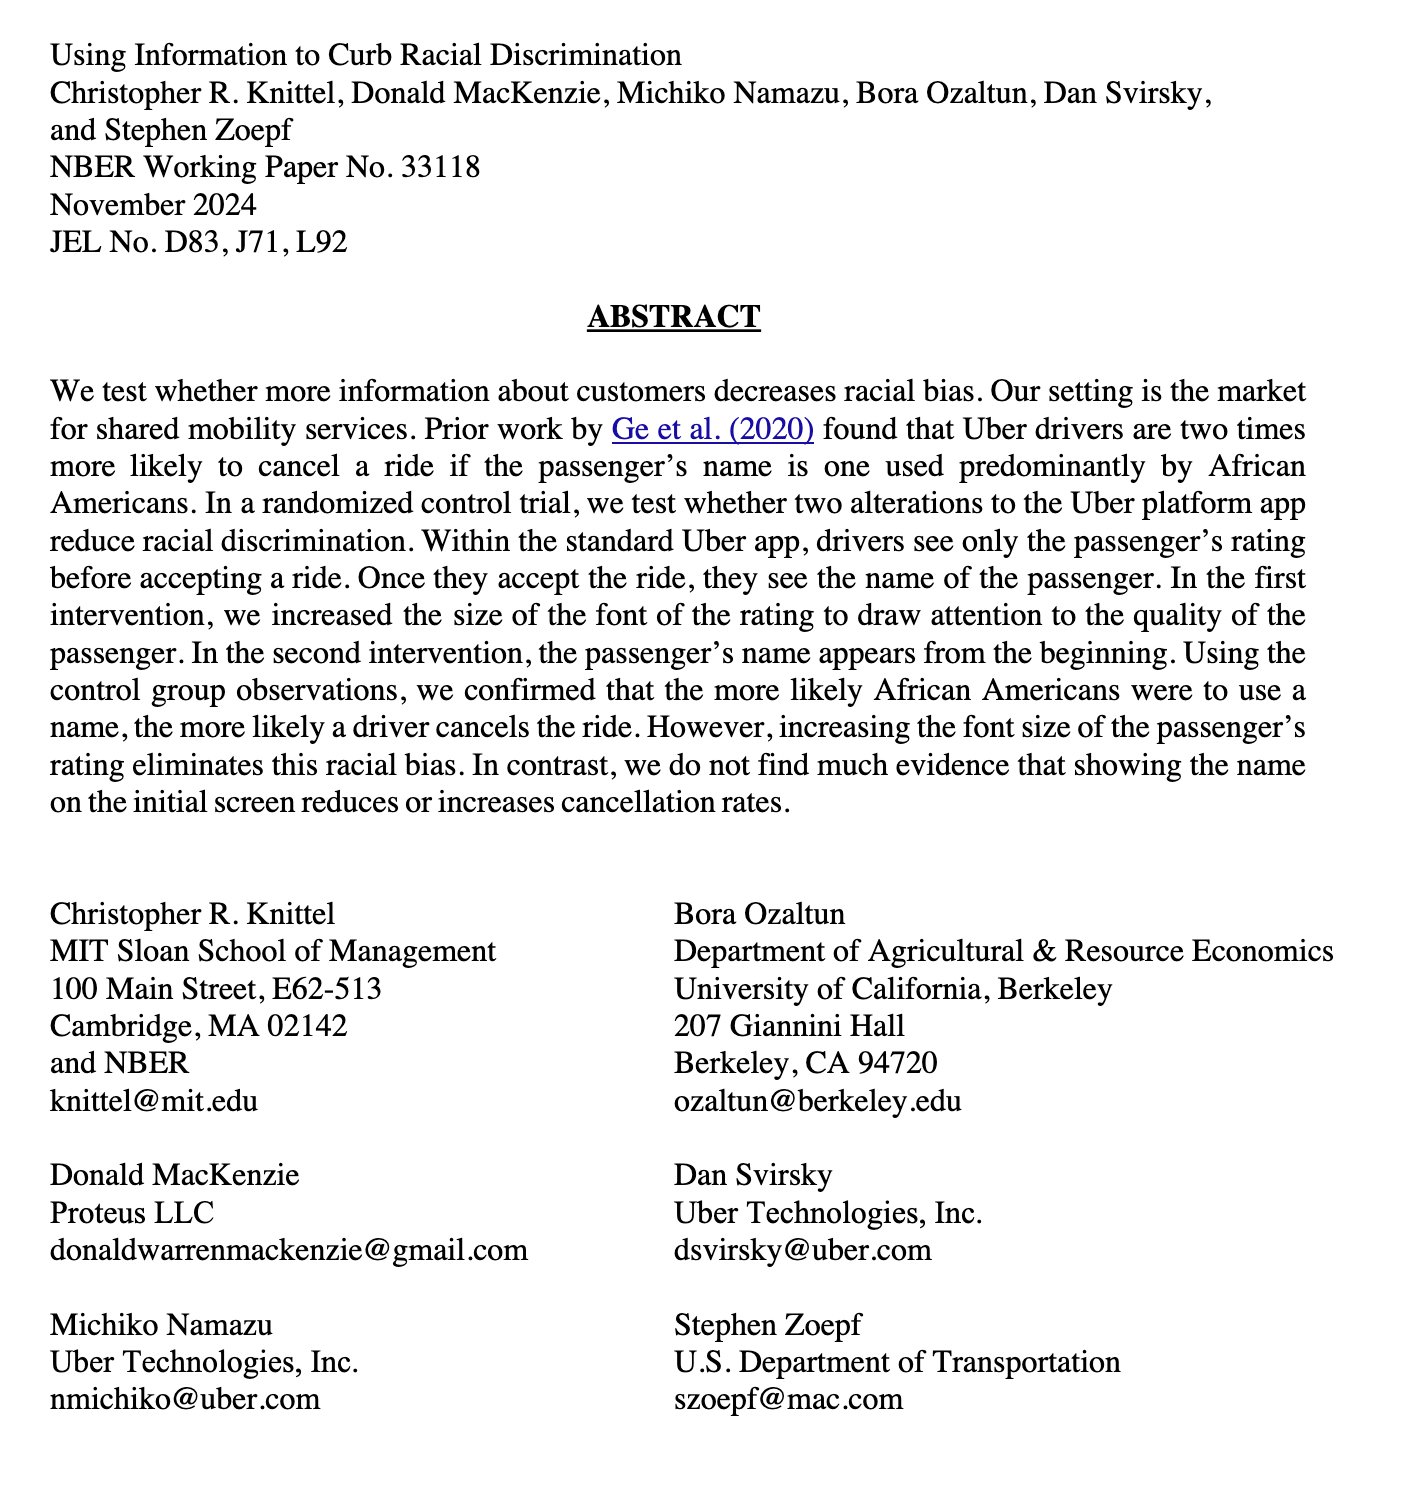 Using Information to Curb Racial Discrimination
Christopher R. Knittel, Donald MacKenzie, Michiko Namazu, Bora Ozaltun, Dan Svirsky,
and Stephen Zoepf
NBER Working Paper No. 33118
November 2024
JEL No. D83, J71, L92
ABSTRACT
We test whether more information about customers decreases racial bias. Our setting is the market
for shared mobility services. Prior work by Ge et al. (2020) found that Uber drivers are two times
more likely to cancel a ride if the passenger's name is one used predominantly by African
Americans. In a randomized control trial, we test whether two alterations to the Uber platform app
reduce racial discrimination. Within the standard Uber app, drivers see only the passenger's rating
before accepting a ride. Once they accept the ride, they see the name of the passenger. In the first
intervention, we increased the size of the font of the rating to draw attention to the quality of the
passenger. In the second intervention, the passenger's name appears from the beginning. Using the
control group observations, we confirmed that the more likely African Americans were to use a
name, the more likely a driver cancels the ride. However, increasing the font size of the passenger's
rating eliminates this racial bias. In contrast, we do not find much evidence that showing the name
on the initial screen reduces or increases cancellation rates.
Christopher R. Knittel
MIT Sloan School of Management
100 Main Street, E62-513
Cambridge, MA 02142
and NBER
knittel@mit.edu
Donald MacKenzie
Proteus LLC
donaldwarrenmackenzie@gmail.com
Michiko Namazu
Uber Technologies, Inc.
nmichiko@uber.com
Bora Ozaltun
Department of Agricultural & Resource Economics
University of California, Berkeley
207 Giannini Hall
Berkeley, CA 94720
ozaltun@berkeley.edu
Dan Svirsky
Uber Technologies, Inc.
dsvirsky@uber.com
Stephen Zoepf
U.S. Department of Transportation
szoepf@mac.com